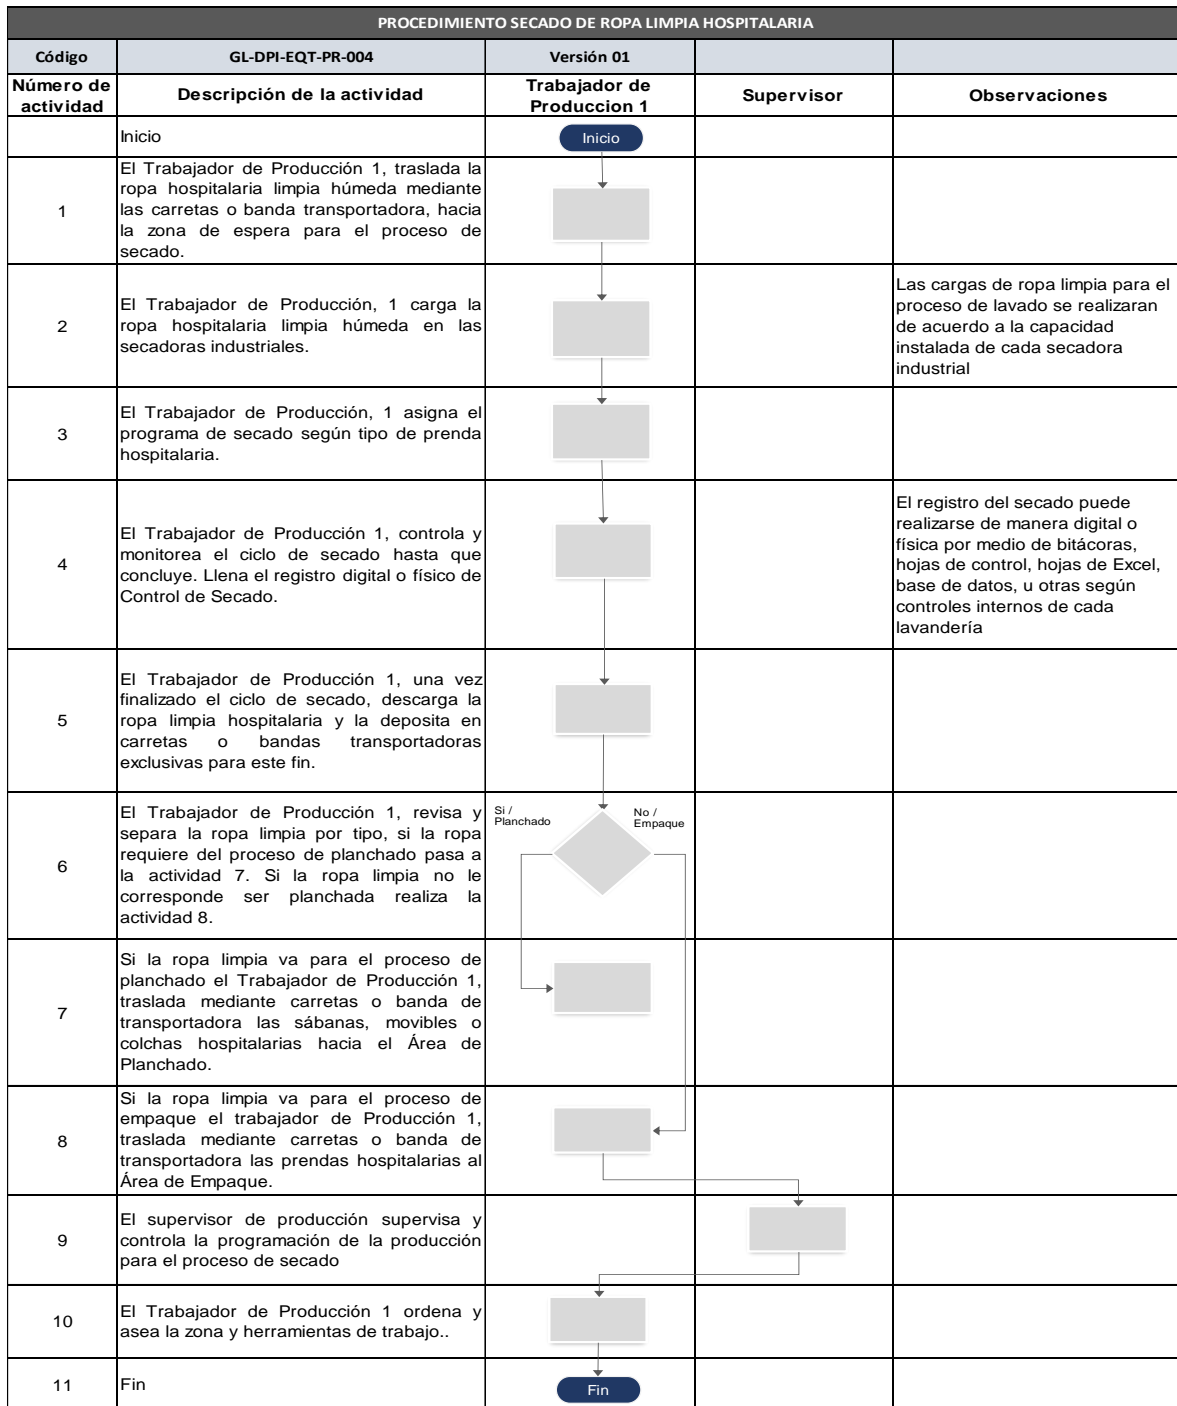 PROCEDIMIENTO SECADO DE ROPA LIMPIA HOSPITALARIA
Código GL-DPI-EQT-PR-004 Versión 01
Número de actividad Descripción de la actividad Trabajador de Produccion 1 Supervisor Observaciones
Inicio
Inicio
1
El Trabajador de Producción 1, traslada la
ropa hospitalaria limpia húmeda mediante
las carretas o banda transportadora, hacia
la zona de espera para el proceso de
secado.
2
El Trabajador de Producción, 1 carga la
ropa hospitalaria limpia húmeda en las
secadoras industriales.
Las cargas de ropa limpia para el
proceso de lavado se realizaran
de acuerdo a la capacidad
instalada de cada secadora
industrial
3
El Trabajador de Producción, 1 asigna el
programa de secado según tipo de prenda
hospitalaria.
4
El Trabajador de Producción 1, controla y
monitorea el ciclo de secado hasta que
concluye. Llena el registro digital o físico de
Control de Secado.
El registro del secado puede
realizarse de manera digital o
física por medio de bitácoras,
hojas de control, hojas de Excel,
base de datos, u otras según
controles internos de cada
lavandería
5
El Trabajador de Producción 1, una vez
finalizado el ciclo de secado, descarga la
ropa limpia hospitalaria y la deposita en
carretas o bandas transportadoras
exclusivas para este fin.
6
El Trabajador de Producción 1, revisa y
separa la ropa limpia por tipo, si la ropa
requiere del proceso de planchado pasa a
la actividad 7. Si la ropa limpia no le
corresponde ser planchada realiza la
actividad 8.
Si /
Planchado
No /
Empaque
7
Si la ropa limpia va para el proceso de
planchado el Trabajador de Producción 1,
traslada mediante carretas o banda de
transportadora las sábanas, movibles o
colchas hospitalarias hacia el Área de
Planchado.
8
Si la ropa limpia va para el proceso de
empaque el trabajador de Producción 1,
traslada mediante carretas o banda de
transportadora las prendas hospitalarias al
Área de Empaque.
9
El supervisor de producción supervisa y
controla la programación de la producción
para el proceso de secado
10
El Trabajador de Producción 1 ordena y
asea la zona y herramientas de trabajo..
11
Fin
Fin